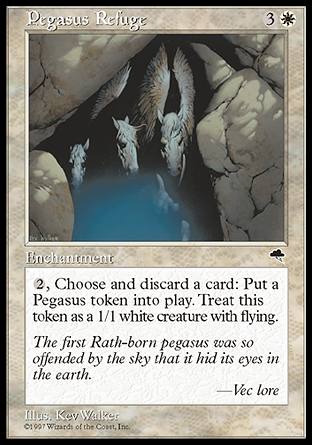 Pegasus Refuge 3
Enchantment
2, Choose and discard a card: Put a
Pegasus token into play. Treat this
token as a 1/1 white creature with flying.
The first Rath-born pegasus was so
offended by the sky that it hid its eyes in
the earth.
—Vec lore
Illus. Kev Walker
©1997 Wizards of the Coast, Inc.